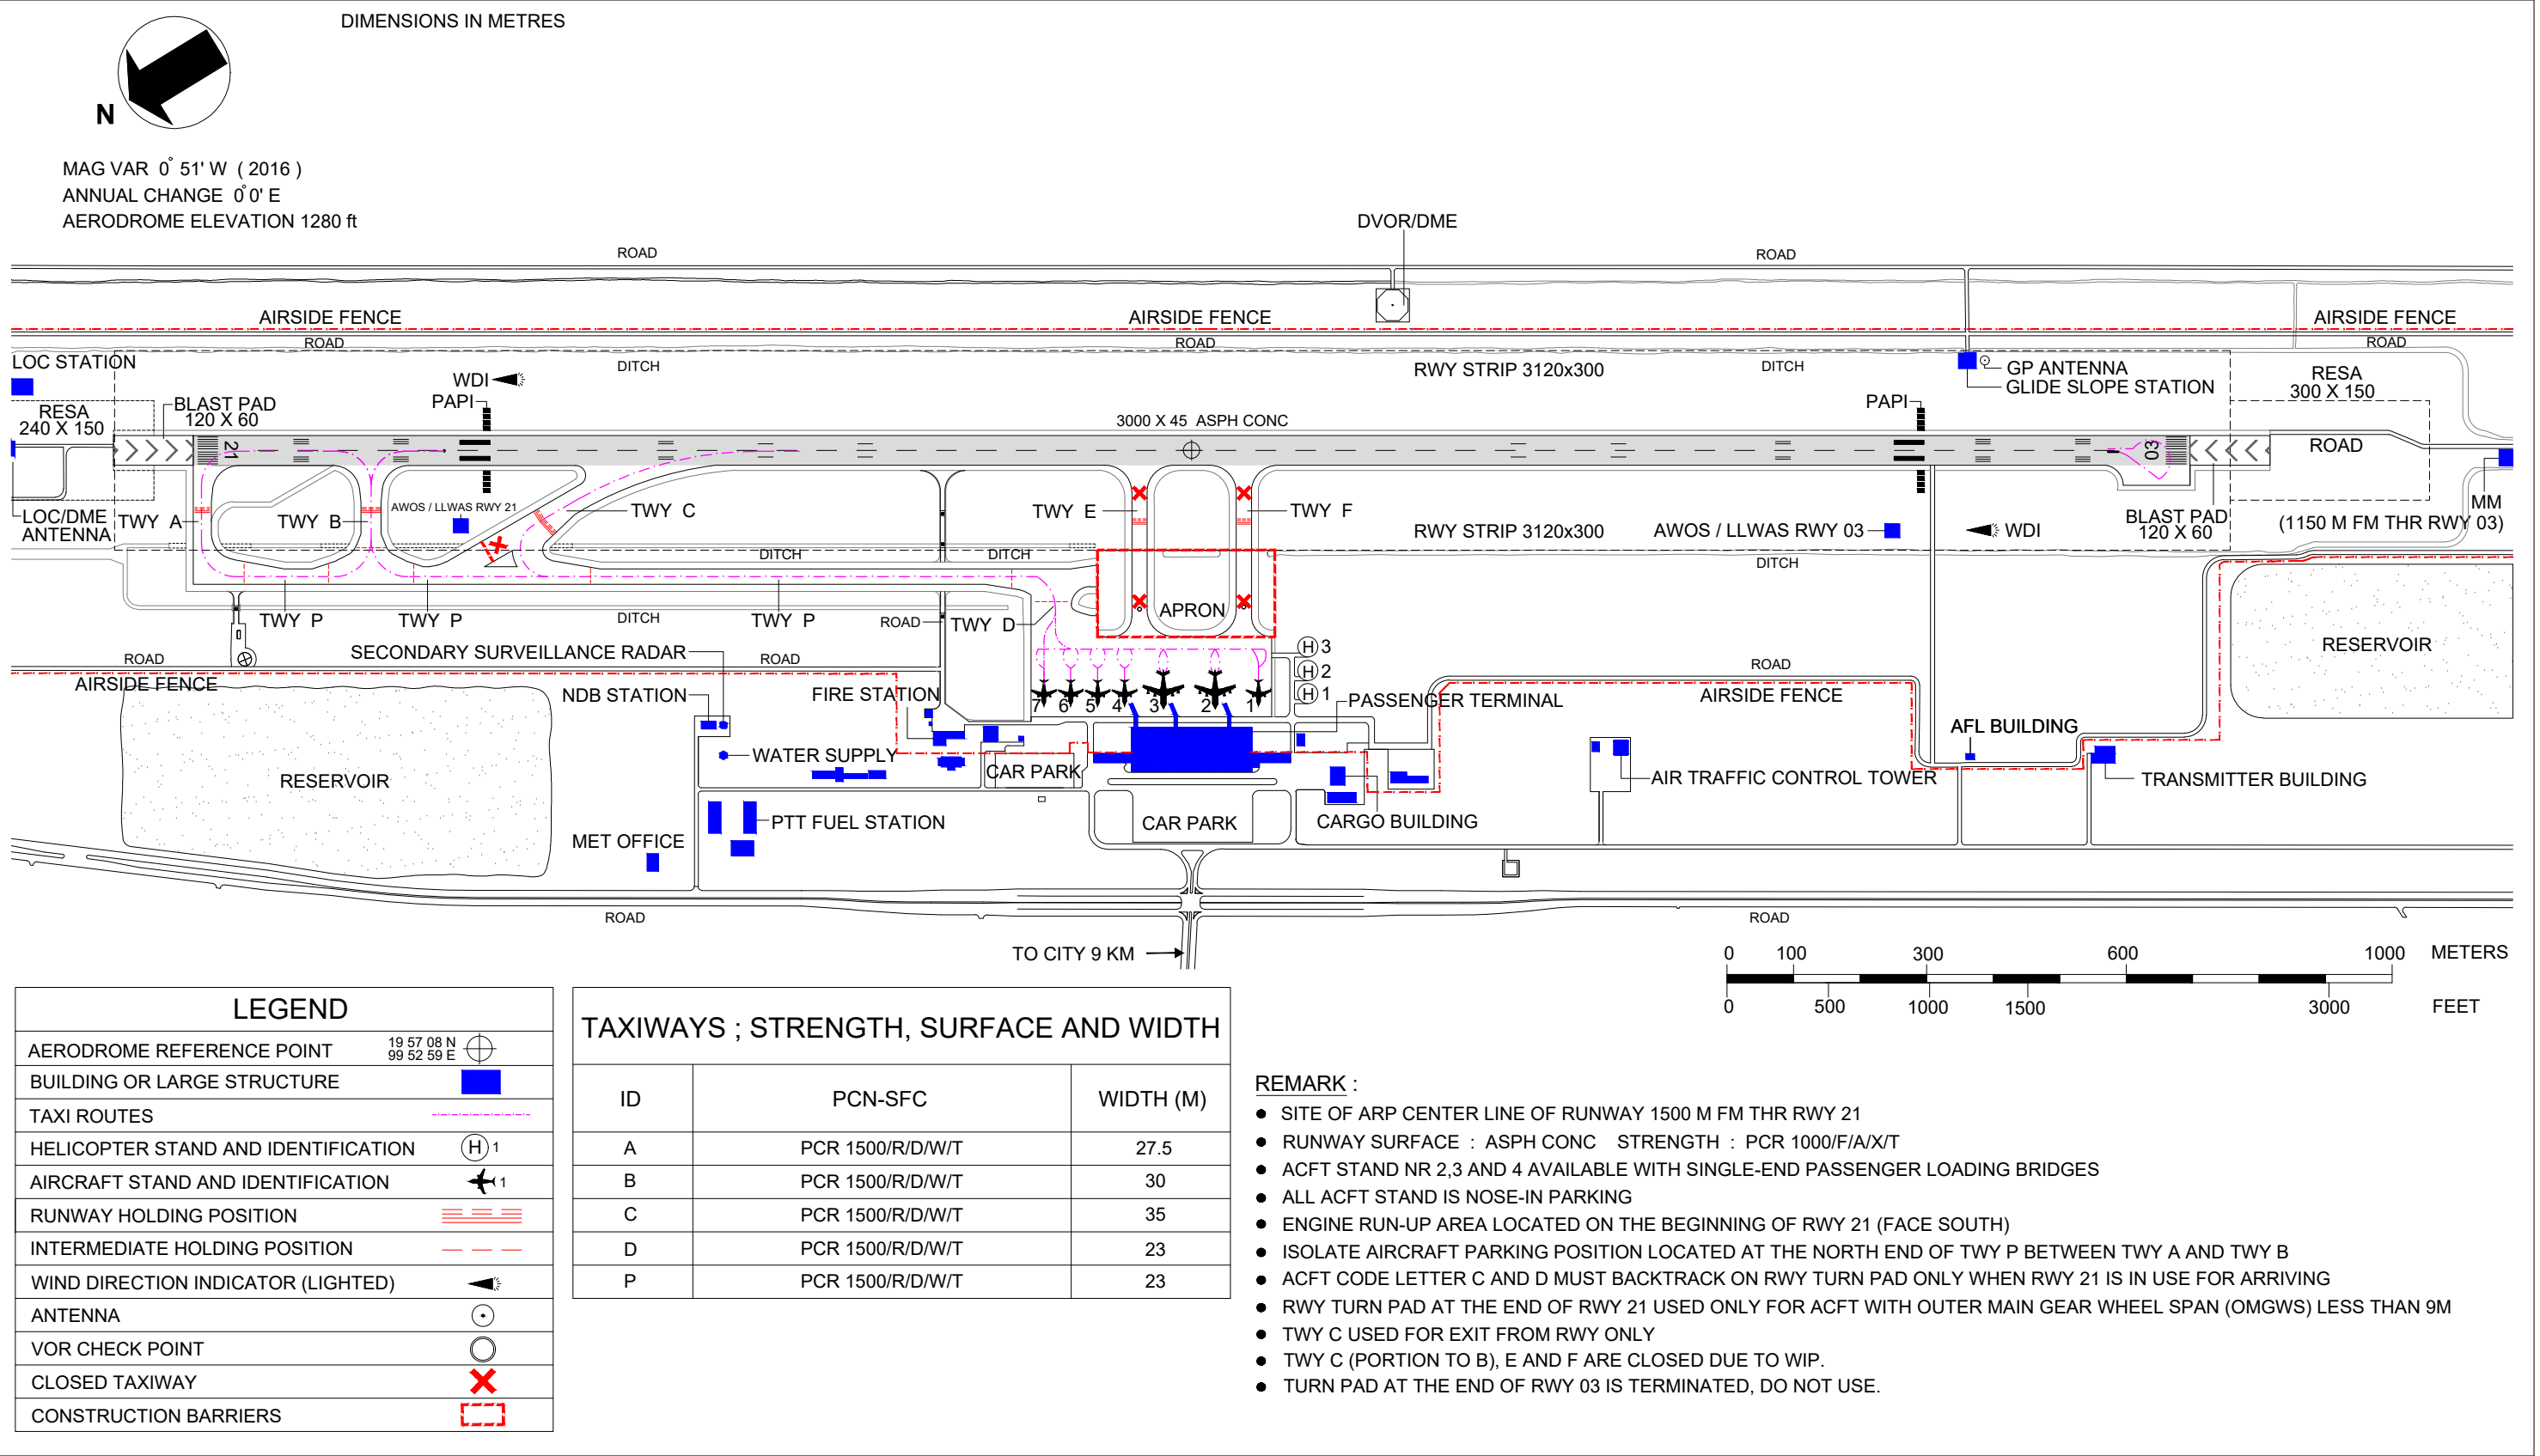 DIMENSIONS IN METRES
N
MAG VAR 0° 51' W ( 2016 )
ANNUAL CHANGE 0°0' E
AERODROME ELEVATION 1280 ft
DVOR/DME
ROAD
ROAD
AIRSIDE FENCE
AIRSIDE FENCE
AIRSIDE FENCE
ROAD
ROAD
ROAD
LOC STATION
WDI
DITCH
RWY STRIP 3120x300
DITCH
GP ANTENNA
GLIDE SLOPE STATION
RESA
300 X 150
RESA
240 X 150
BLAST PAD
120 X 60
PAPI
3000 X 45 ASPH CONC
PAPI
21
03
ROAD
LOC/DME
ANTENNA
TWY A
TWY B
AWOS / LLWAS RWY 21
TWY C
TWY E
TWY F
RWY STRIP 3120x300
AWOS / LLWAS RWY 03
WDI
BLAST PAD
120 X 60
MM
(1150 M FM THR RWY 03)
DITCH
DITCH
DITCH
TWY P
TWY P
DITCH
TWY P
ROAD
TWY D
APRON
H 3
H 2
H 1
ROAD
SECONDARY SURVEILLANCE RADAR
ROAD
ROAD
RESERVOIR
AIRSIDE FENCE
NDB STATION
FIRE STATION
7
6
5
4
3
2
1
PASSENGER TERMINAL
AIRSIDE FENCE
AFL BUILDING
WATER SUPPLY
CAR PARK
RESERVOIR
AIR TRAFFIC CONTROL TOWER
TRANSMITTER BUILDING
PTT FUEL STATION
CAR PARK
CARGO BUILDING
MET OFFICE
ROAD
ROAD
TO CITY 9 KM
0 100 300 600 1000 METERS
0 500 1000 1500 3000 FEET
LEGEND
AERODROME REFERENCE POINT 19 57 08 N
99 52 59 E
BUILDING OR LARGE STRUCTURE
TAXI ROUTES
HELICOPTER STAND AND IDENTIFICATION H 1
AIRCRAFT STAND AND IDENTIFICATION 1
RUNWAY HOLDING POSITION
INTERMEDIATE HOLDING POSITION
WIND DIRECTION INDICATOR (LIGHTED)
ANTENNA
VOR CHECK POINT
CLOSED TAXIWAY
CONSTRUCTION BARRIERS
TAXIWAYS ; STRENGTH, SURFACE AND WIDTH
ID PCN-SFC WIDTH (M)
A PCR 1500/R/D/W/T 27.5
B PCR 1500/R/D/W/T 30
C PCR 1500/R/D/W/T 35
D PCR 1500/R/D/W/T 23
P PCR 1500/R/D/W/T 23
REMARK :
● SITE OF ARP CENTER LINE OF RUNWAY 1500 M FM THR RWY 21
● RUNWAY SURFACE : ASPH CONC STRENGTH : PCR 1000/F/A/X/T
● ACFT STAND NR 2,3 AND 4 AVAILABLE WITH SINGLE-END PASSENGER LOADING BRIDGES
● ALL ACFT STAND IS NOSE-IN PARKING
● ENGINE RUN-UP AREA LOCATED ON THE BEGINNING OF RWY 21 (FACE SOUTH)
● ISOLATE AIRCRAFT PARKING POSITION LOCATED AT THE NORTH END OF TWY P BETWEEN TWY A AND TWY B
● ACFT CODE LETTER C AND D MUST BACKTRACK ON RWY TURN PAD ONLY WHEN RWY 21 IS IN USE FOR ARRIVING
● RWY TURN PAD AT THE END OF RWY 21 USED ONLY FOR ACFT WITH OUTER MAIN GEAR WHEEL SPAN (OMGWS) LESS THAN 9M
● TWY C USED FOR EXIT FROM RWY ONLY
● TWY C (PORTION TO B), E AND F ARE CLOSED DUE TO WIP.
● TURN PAD AT THE END OF RWY 03 IS TERMINATED, DO NOT USE.